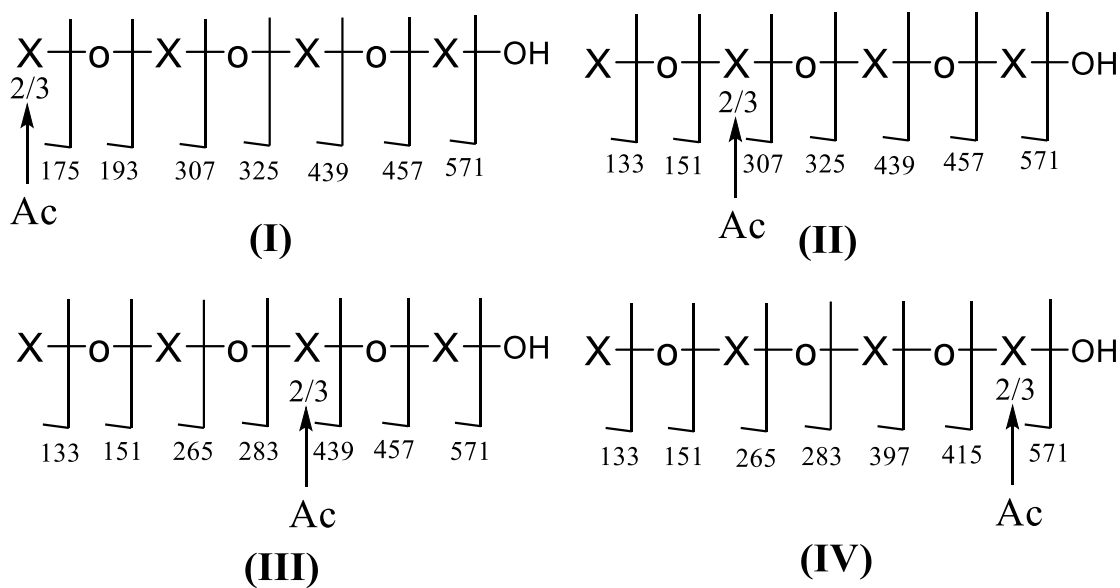 X o X o X o X OH
2/3
175 193 307 325 439 457 571
Ac
(I)
X o X o X o X OH
2/3
133 151 307 325 439 457 571
Ac
(II)
X o X o X o X OH
2/3
133 151 265 283 439 457 571
Ac
(III)
X o X o X o X OH
2/3
133 151 265 283 397 415 571
Ac
(IV)